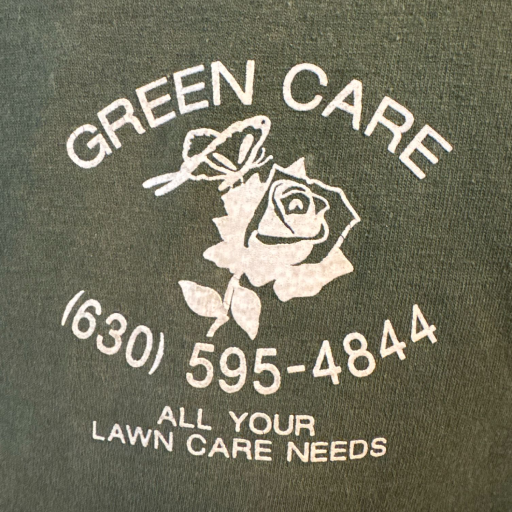 GREEN CARE
(630) 595-4844
ALL YOUR
LAWN CARE NEEDS